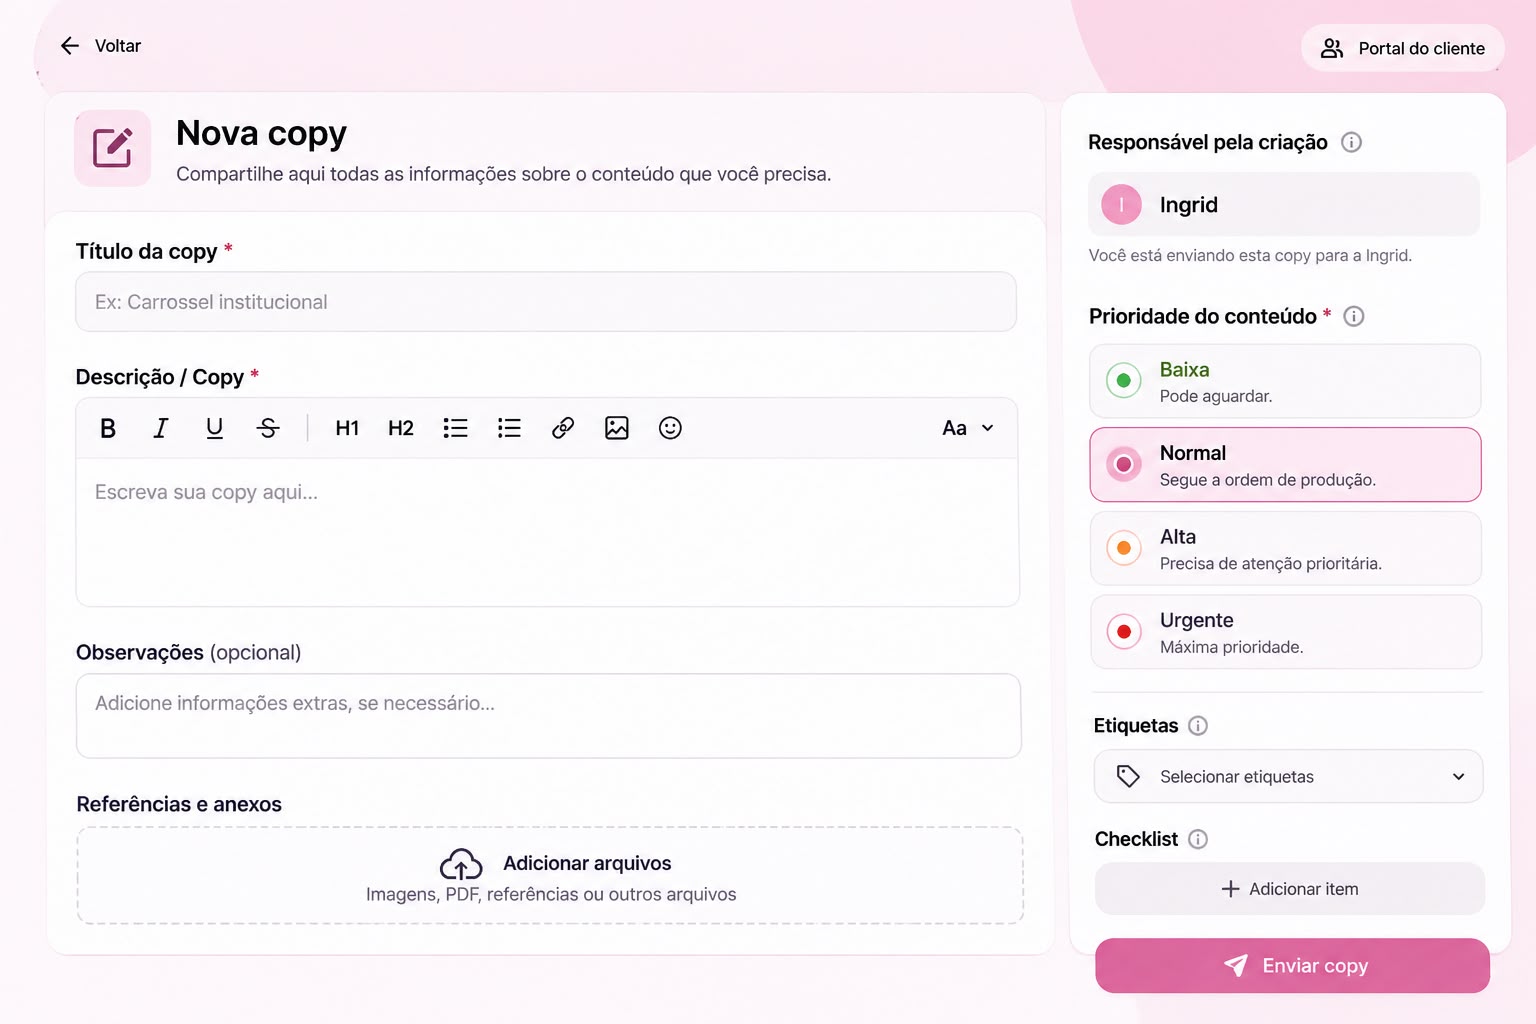 Voltar
Portal do cliente
Nova copy
Compartilhe aqui todas as informações sobre o conteúdo que você precisa.
Título da copy *
Ex: Carrossel institucional
Descrição / Copy *
B I U S H1 H2 Aa
Escreva sua copy aqui...
Observações (opcional)
Adicione informações extras, se necessário...
Referências e anexos
Adicionar arquivos
Imagens, PDF, referências ou outros arquivos
Responsável pela criação
I Ingrid
Você está enviando esta copy para a Ingrid.
Prioridade do conteúdo *
Baixa
Pode aguardar.
Normal
Segue a ordem de produção.
Alta
Precisa de atenção prioritária.
Urgente
Máxima prioridade.
Etiquetas
Selecionar etiquetas
Checklist
+ Adicionar item
Enviar copy